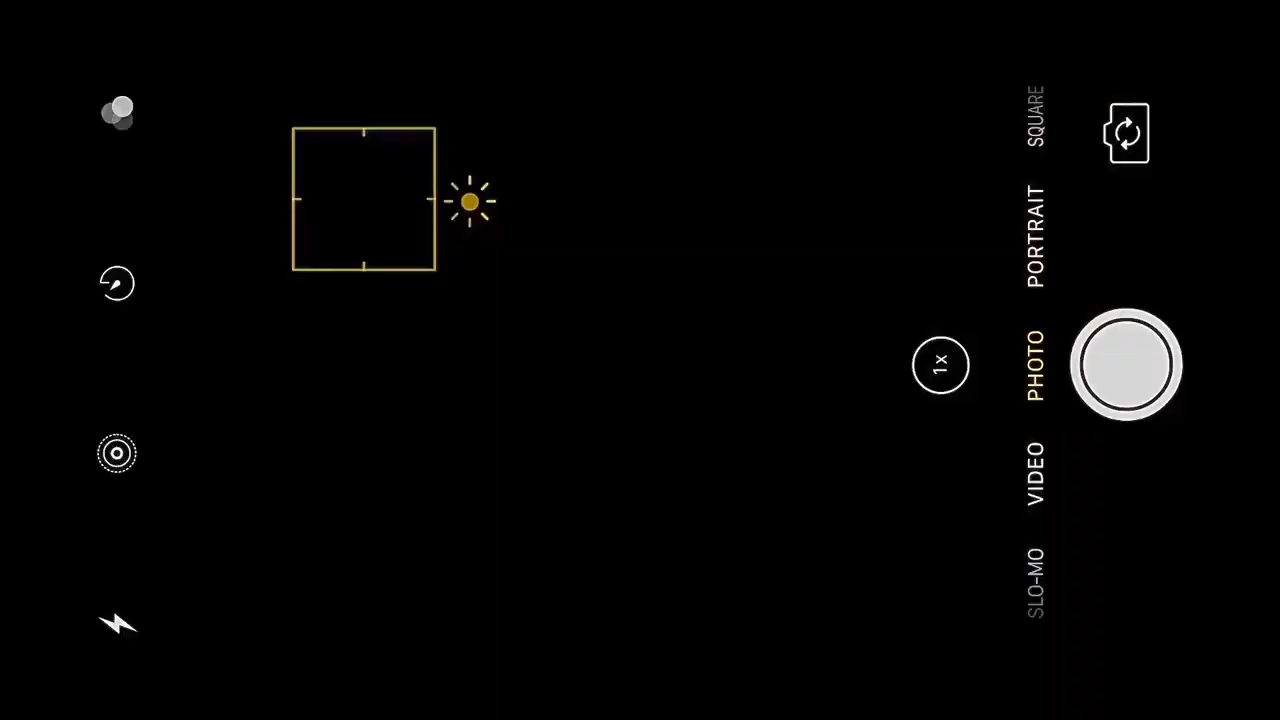 SQUARE
PORTRAIT
PHOTO
VIDEO
SLO-MO
1x